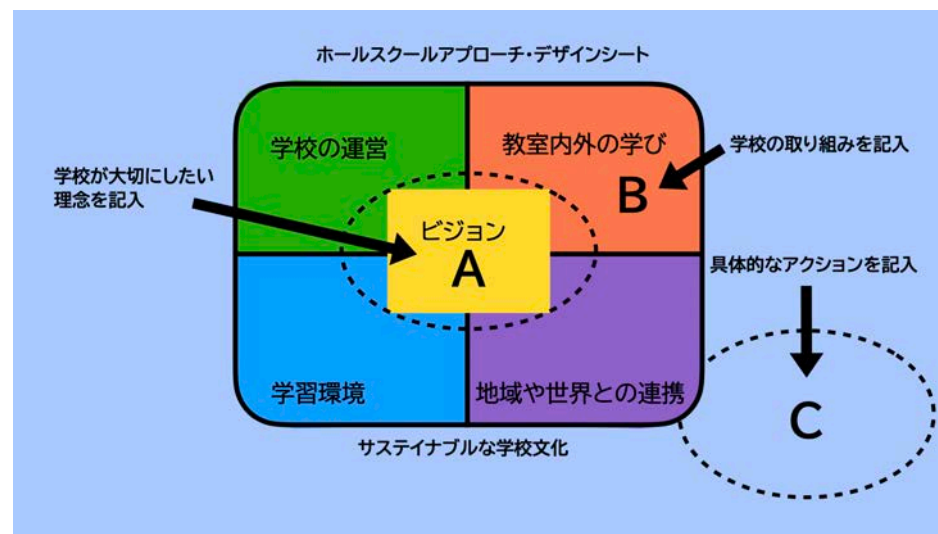 ホールスクールアプローチ・デザインシート
学校の運営
教室内外の学び
学校の取り組みを記入
B
学校が大切にしたい
理念を記入
ビジョン
A
具体的なアクションを記入
学習環境
地域や世界との連携
C
サステイナブルな学校文化